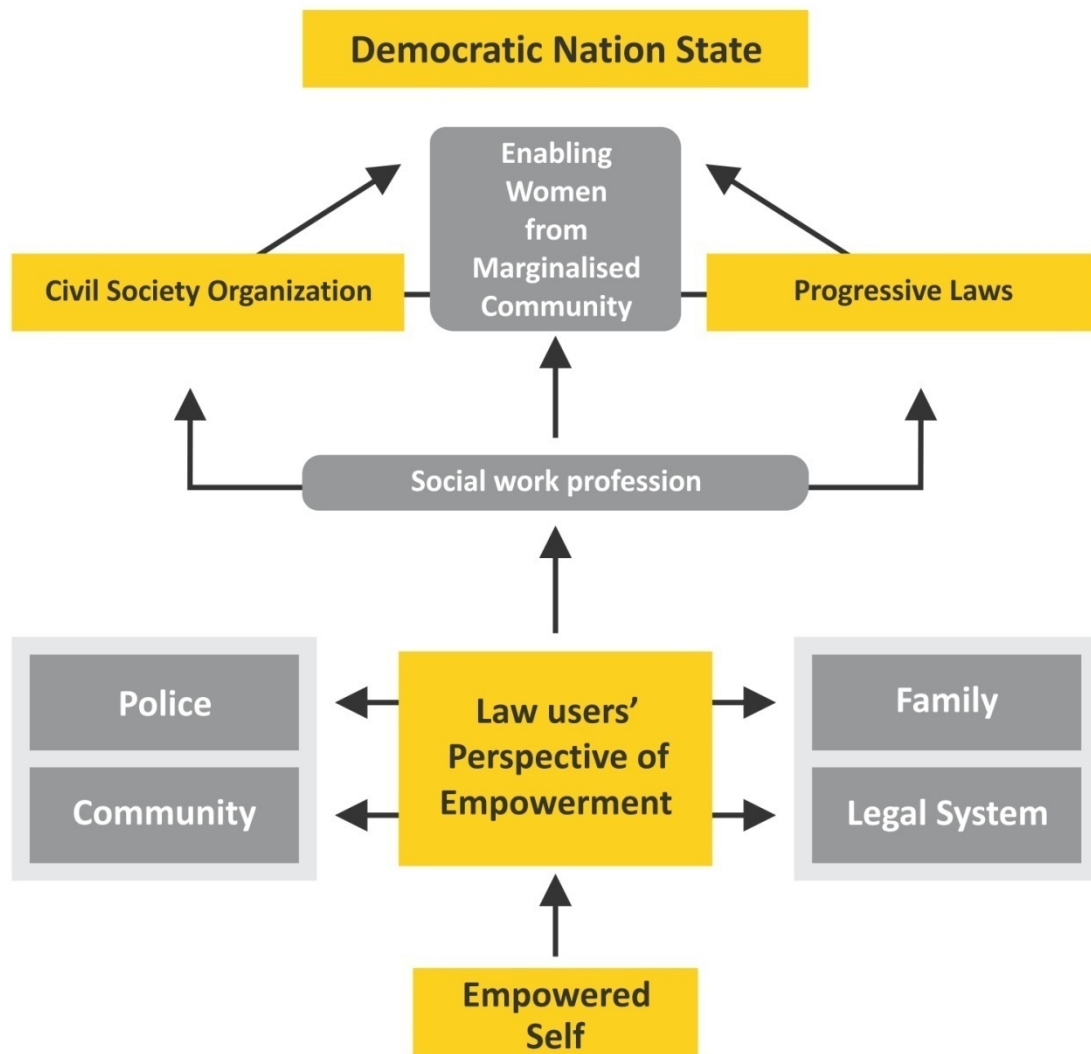 Democratic Nation State
Enabling
Women
from
Marginalised
Community
Civil Society Organization
Progressive Laws
Social work profession
Police
Community
Law users’
Perspective of
Empowerment
Family
Legal System
Empowered
Self